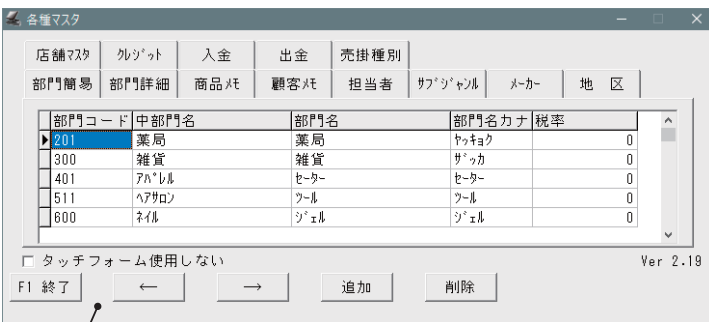 各種マスタ
店舗ﾏｽﾀ ｸﾚｼﾞｯﾄ 入金 出金 売掛種別
部門簡易 部門詳細 商品ﾒﾓ 顧客ﾒﾓ 担当者 ｻﾌﾞｼﾞｬﾝﾙ ﾒｰｶｰ 地 区
部門コード 中部門名 部門名 部門名カナ 税率
201 薬局 薬局 ﾔｯｷｮｸ 0
300 雑貨 雑貨 ｻﾞｯｶ 0
401 ｱﾊﾟﾚﾙ ｾｰﾀｰ ｾｰﾀｰ 0
511 ﾍｱｻﾛﾝ ﾂｰﾙ ﾂｰﾙ 0
600 ﾈｲﾙ ｼﾞｪﾙ ｼﾞｪﾙ 0
タッチフォーム使用しない Ver 2.19
F1 終了 ← → 追加 削除